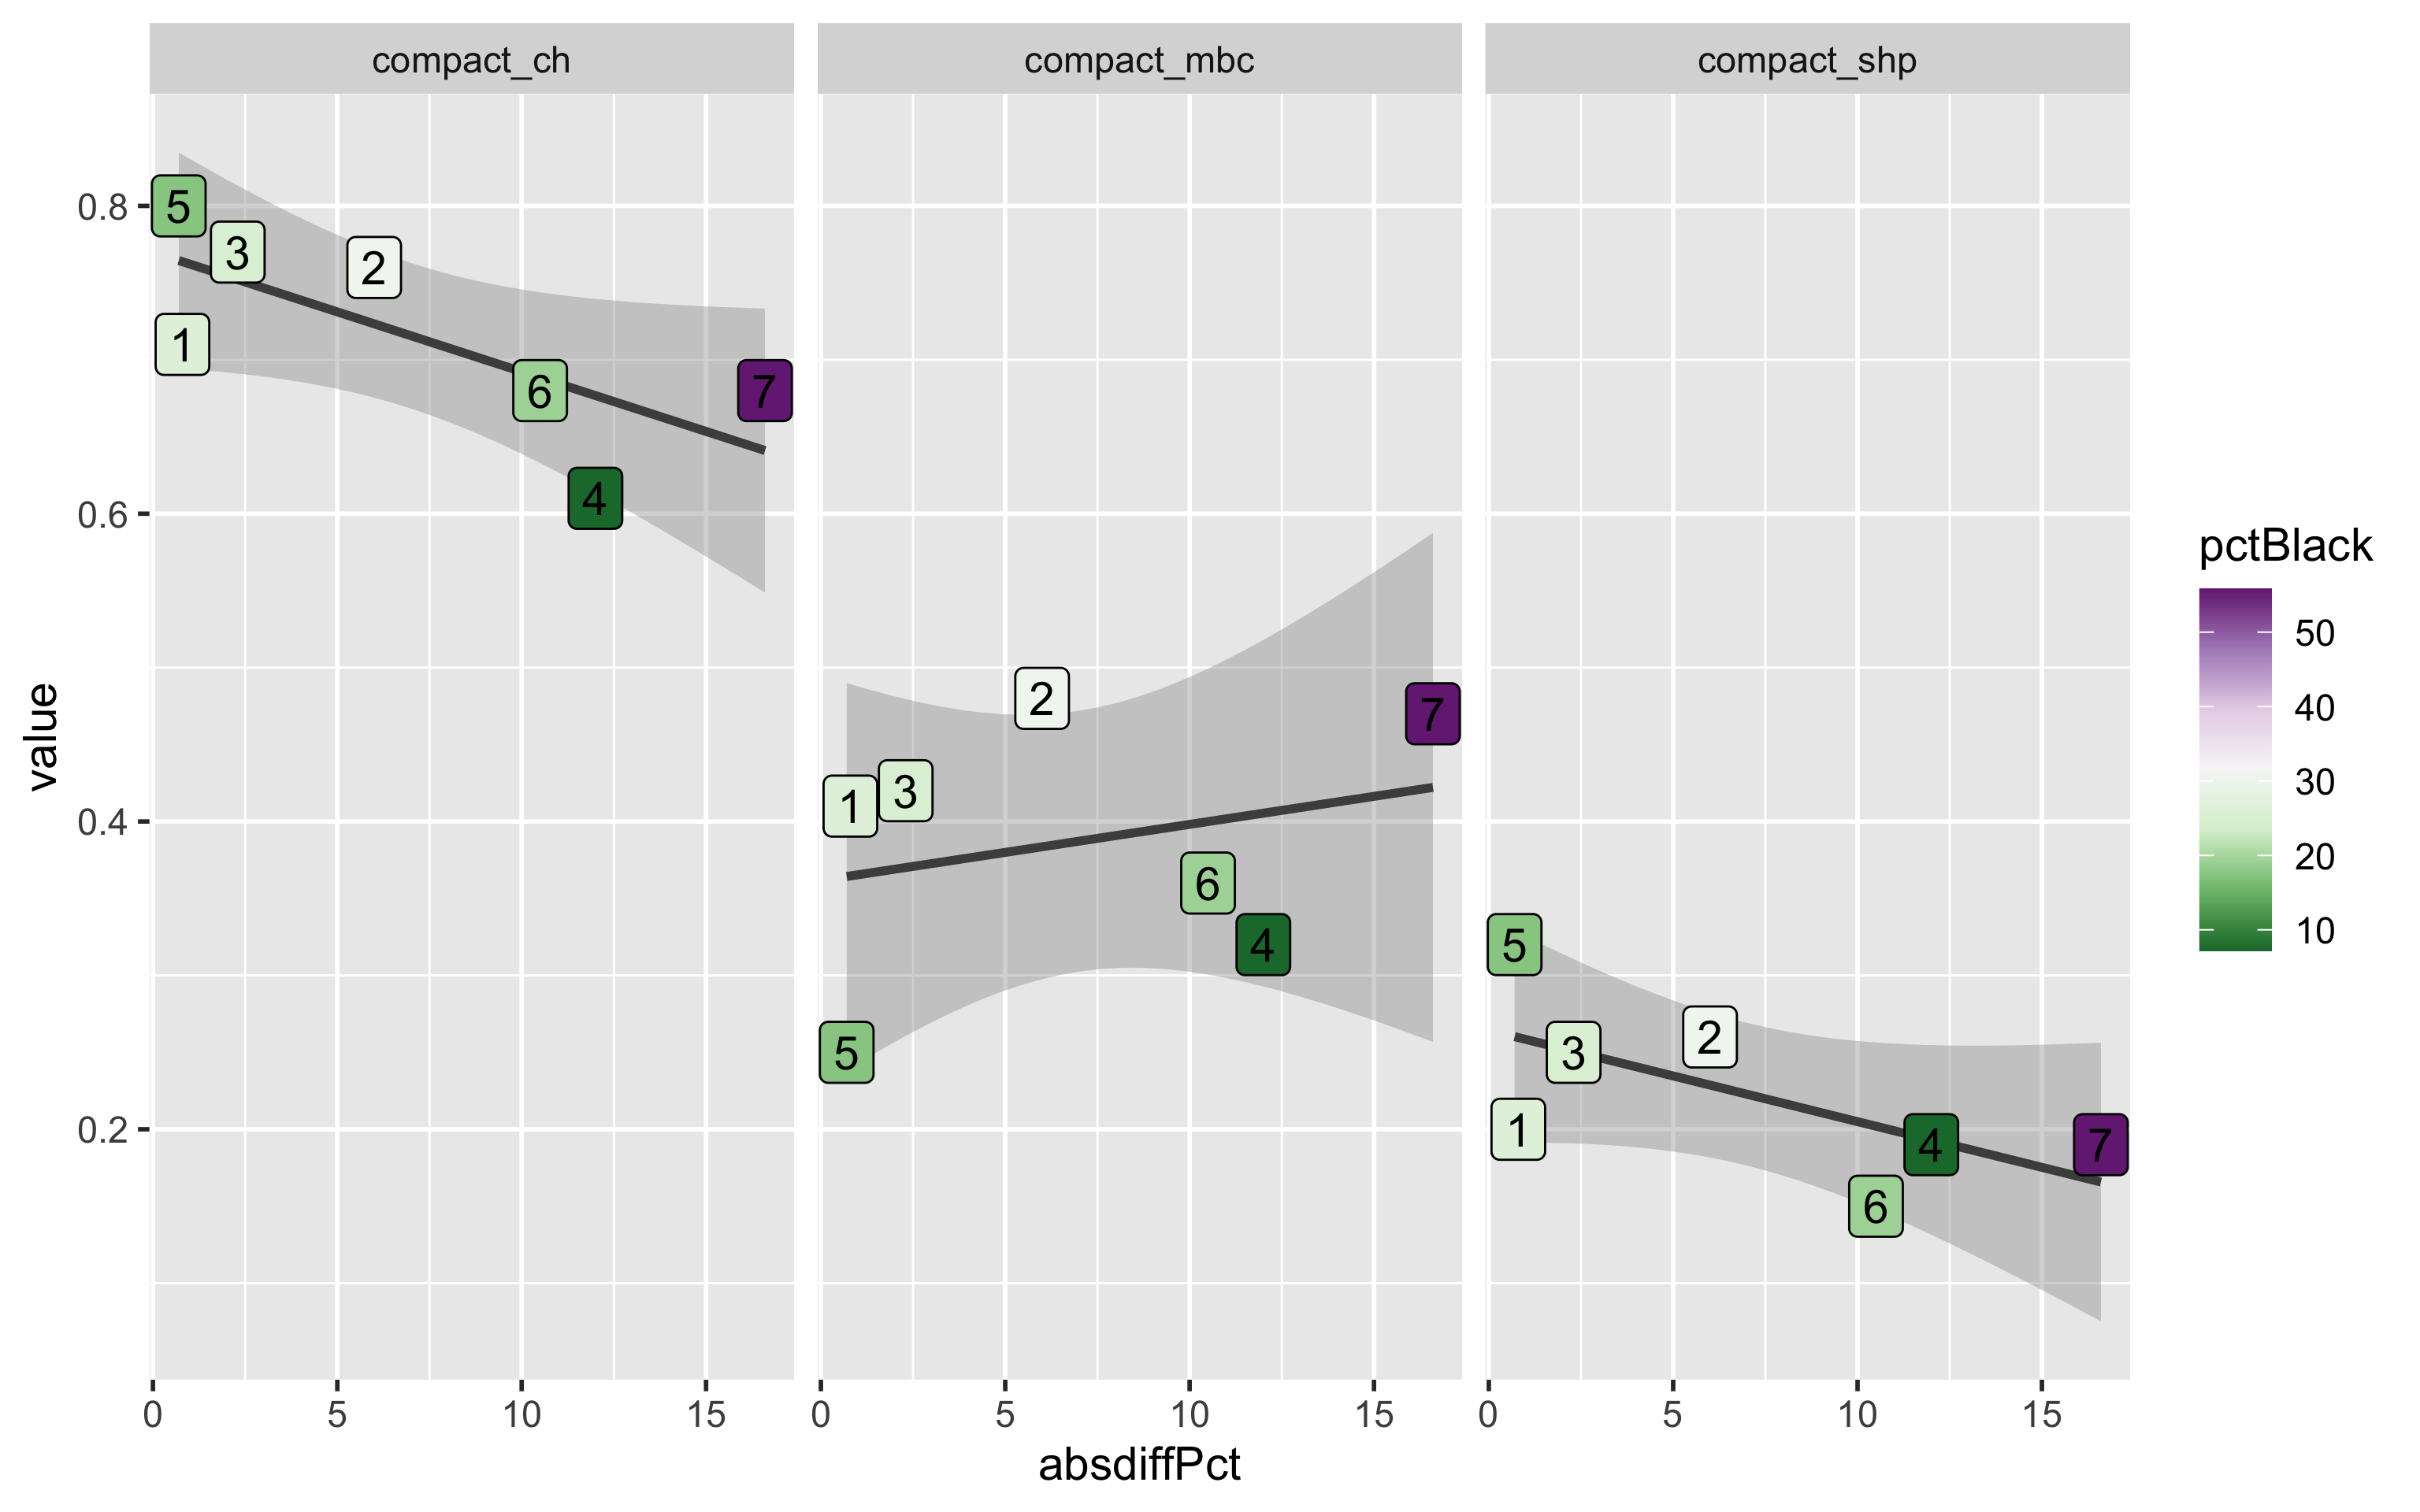 compact_ch compact_mbc compact_shp
value
0.8
0.6
0.4
0.2
5 3 2 1 6 7 4
2 7 1 3 6 4 5
5 2 3 1 4 7 6
0 5 10 15 0 5 10 15 0 5 10 15
absdiffPct
pctBlack
50
40
30
20
10